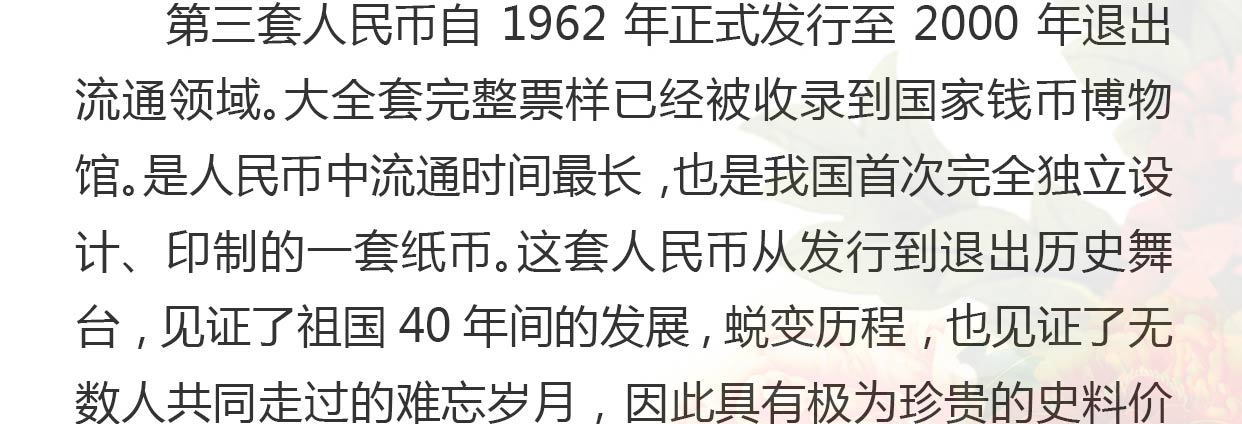 第三套人民币自 1962 年正式发行至 2000 年退出
流通领域。大全套完整票样已经被收录到国家钱币博物
馆。是人民币中流通时间最长，也是我国首次完全独立设
计、印制的一套纸币。这套人民币从发行到退出历史舞
台，见证了祖国 40 年间的发展，蜕变历程，也见证了无
数人共同走过的难忘岁月，因此具有极为珍贵的史料价